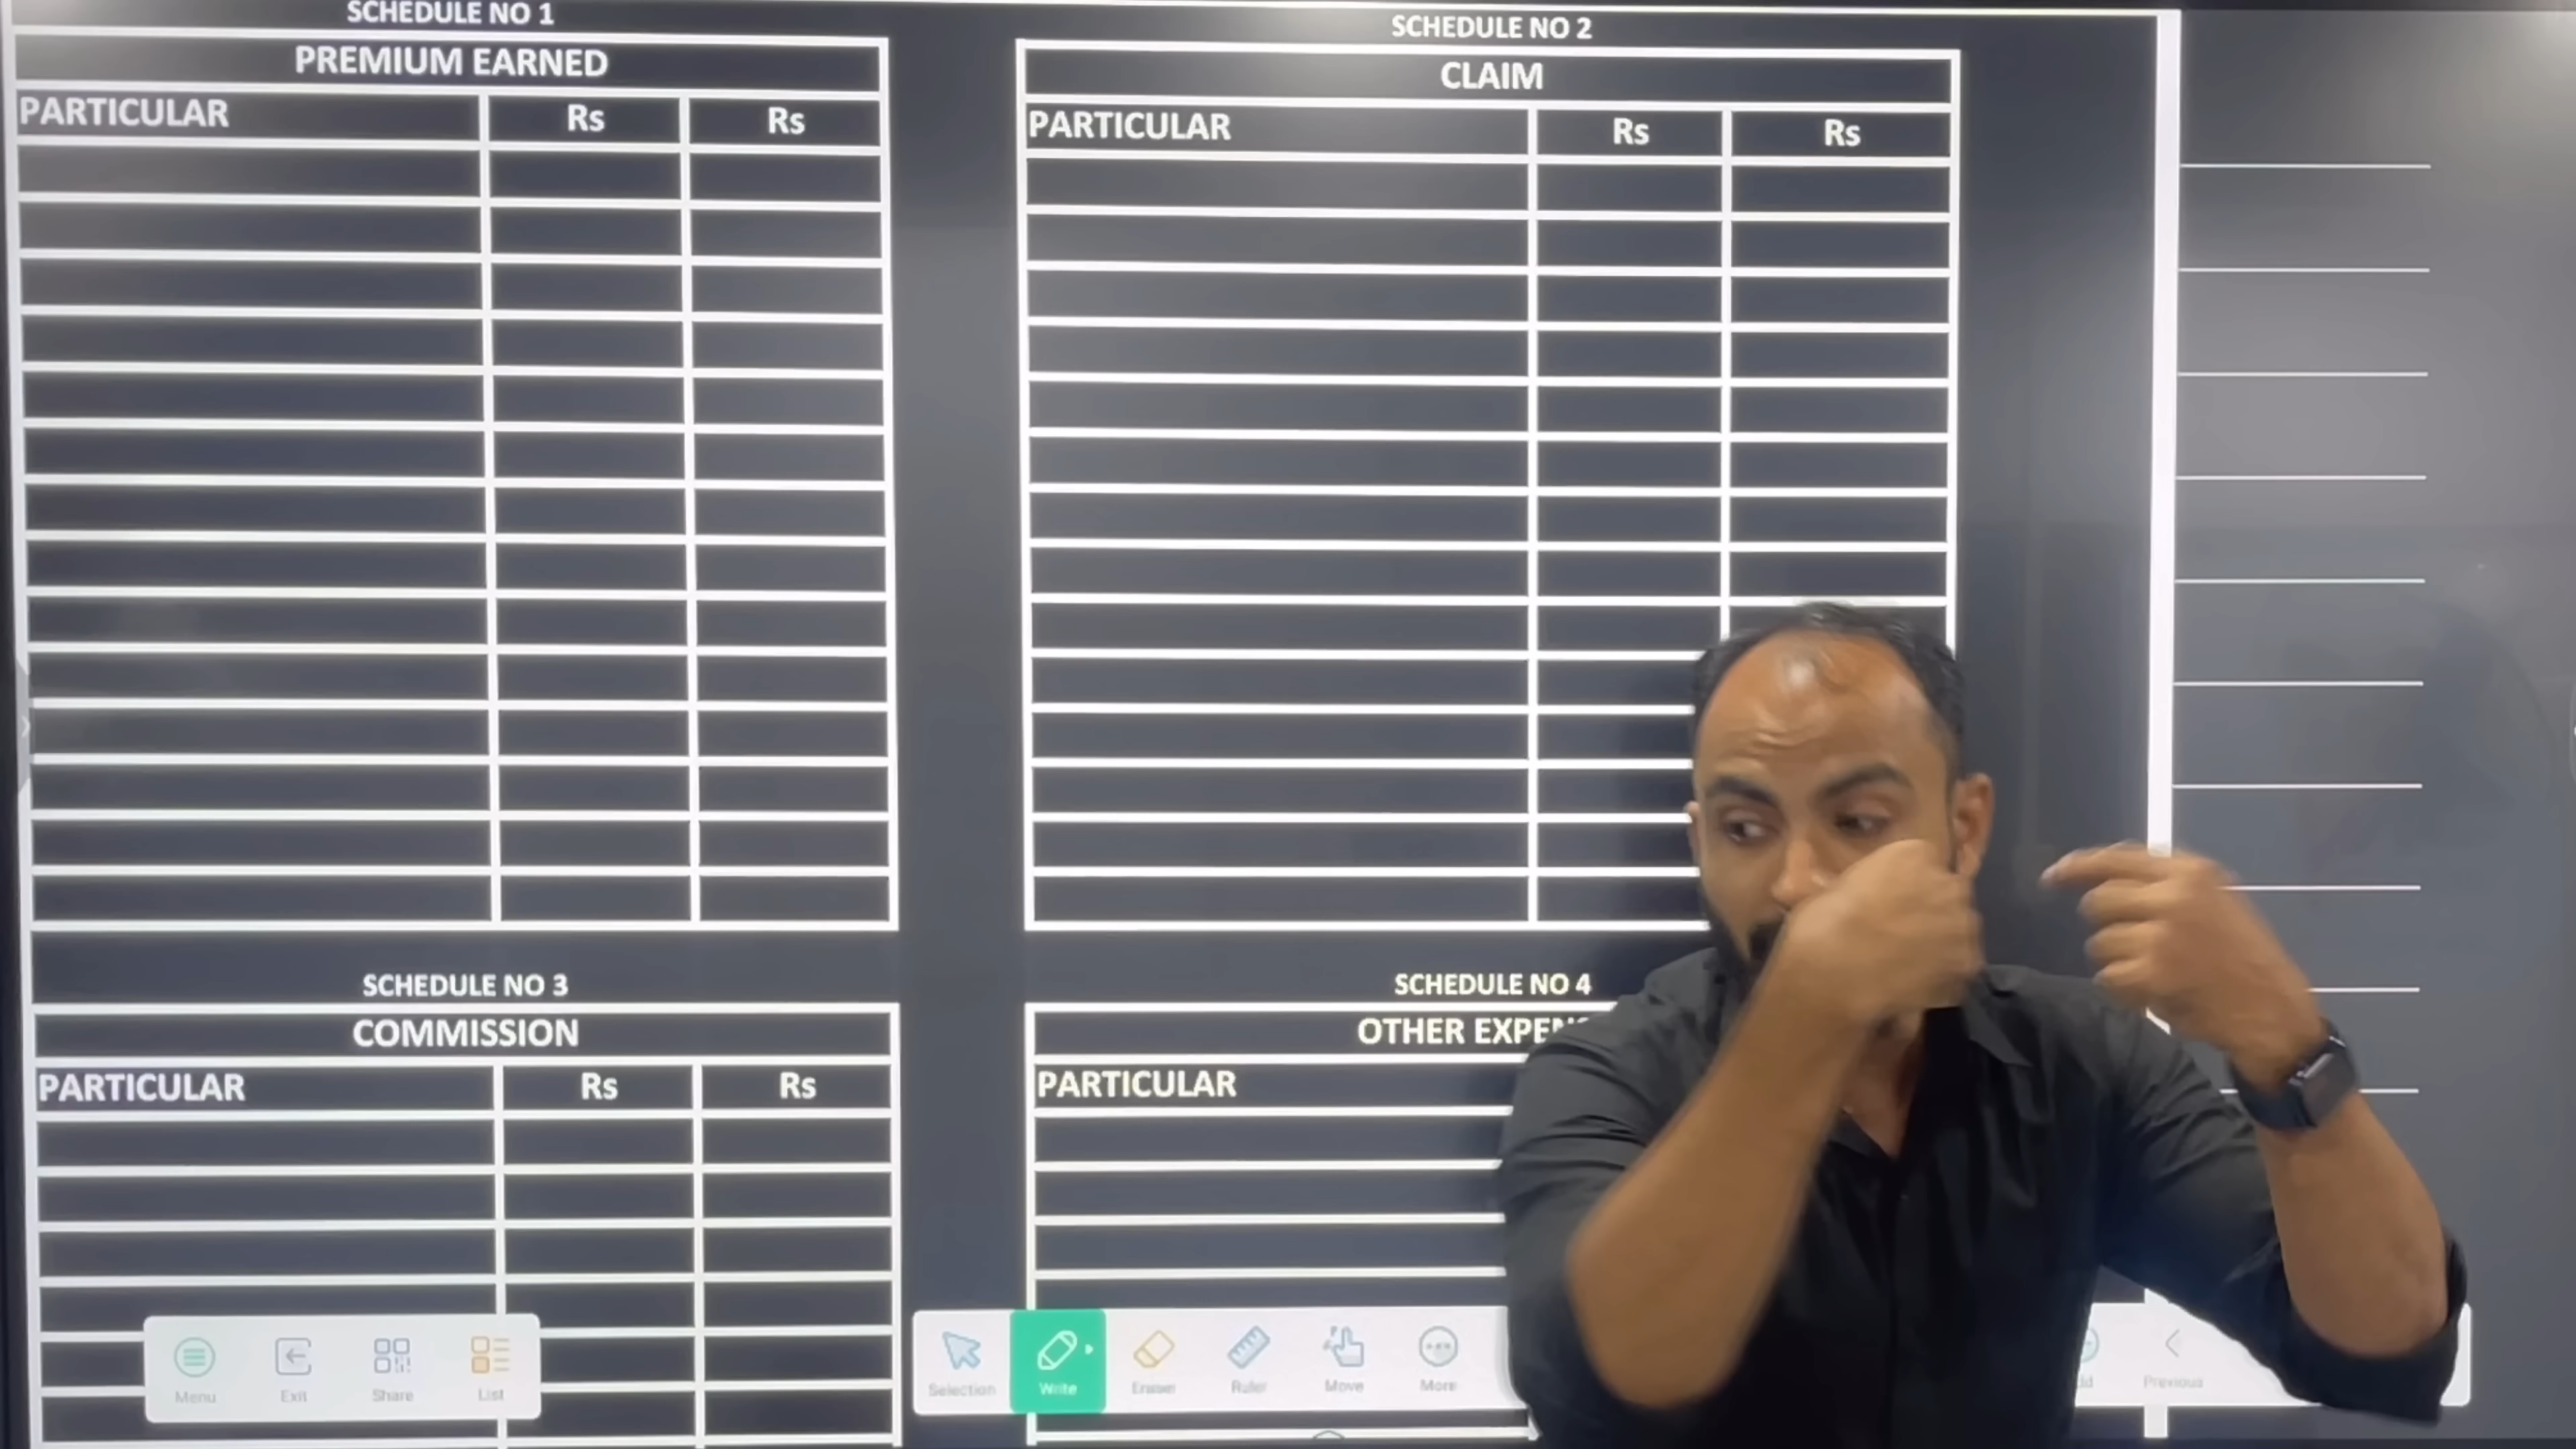 SCHEDULE NO 1
PREMIUM EARNED
PARTICULAR Rs Rs
SCHEDULE NO 2
CLAIM
PARTICULAR Rs Rs
SCHEDULE NO 3
COMMISSION
PARTICULAR Rs Rs
SCHEDULE NO 4
OTHER
PARTICULAR
Menu Exit Share List
Selection Write Eraser Ruler Move More
Previous